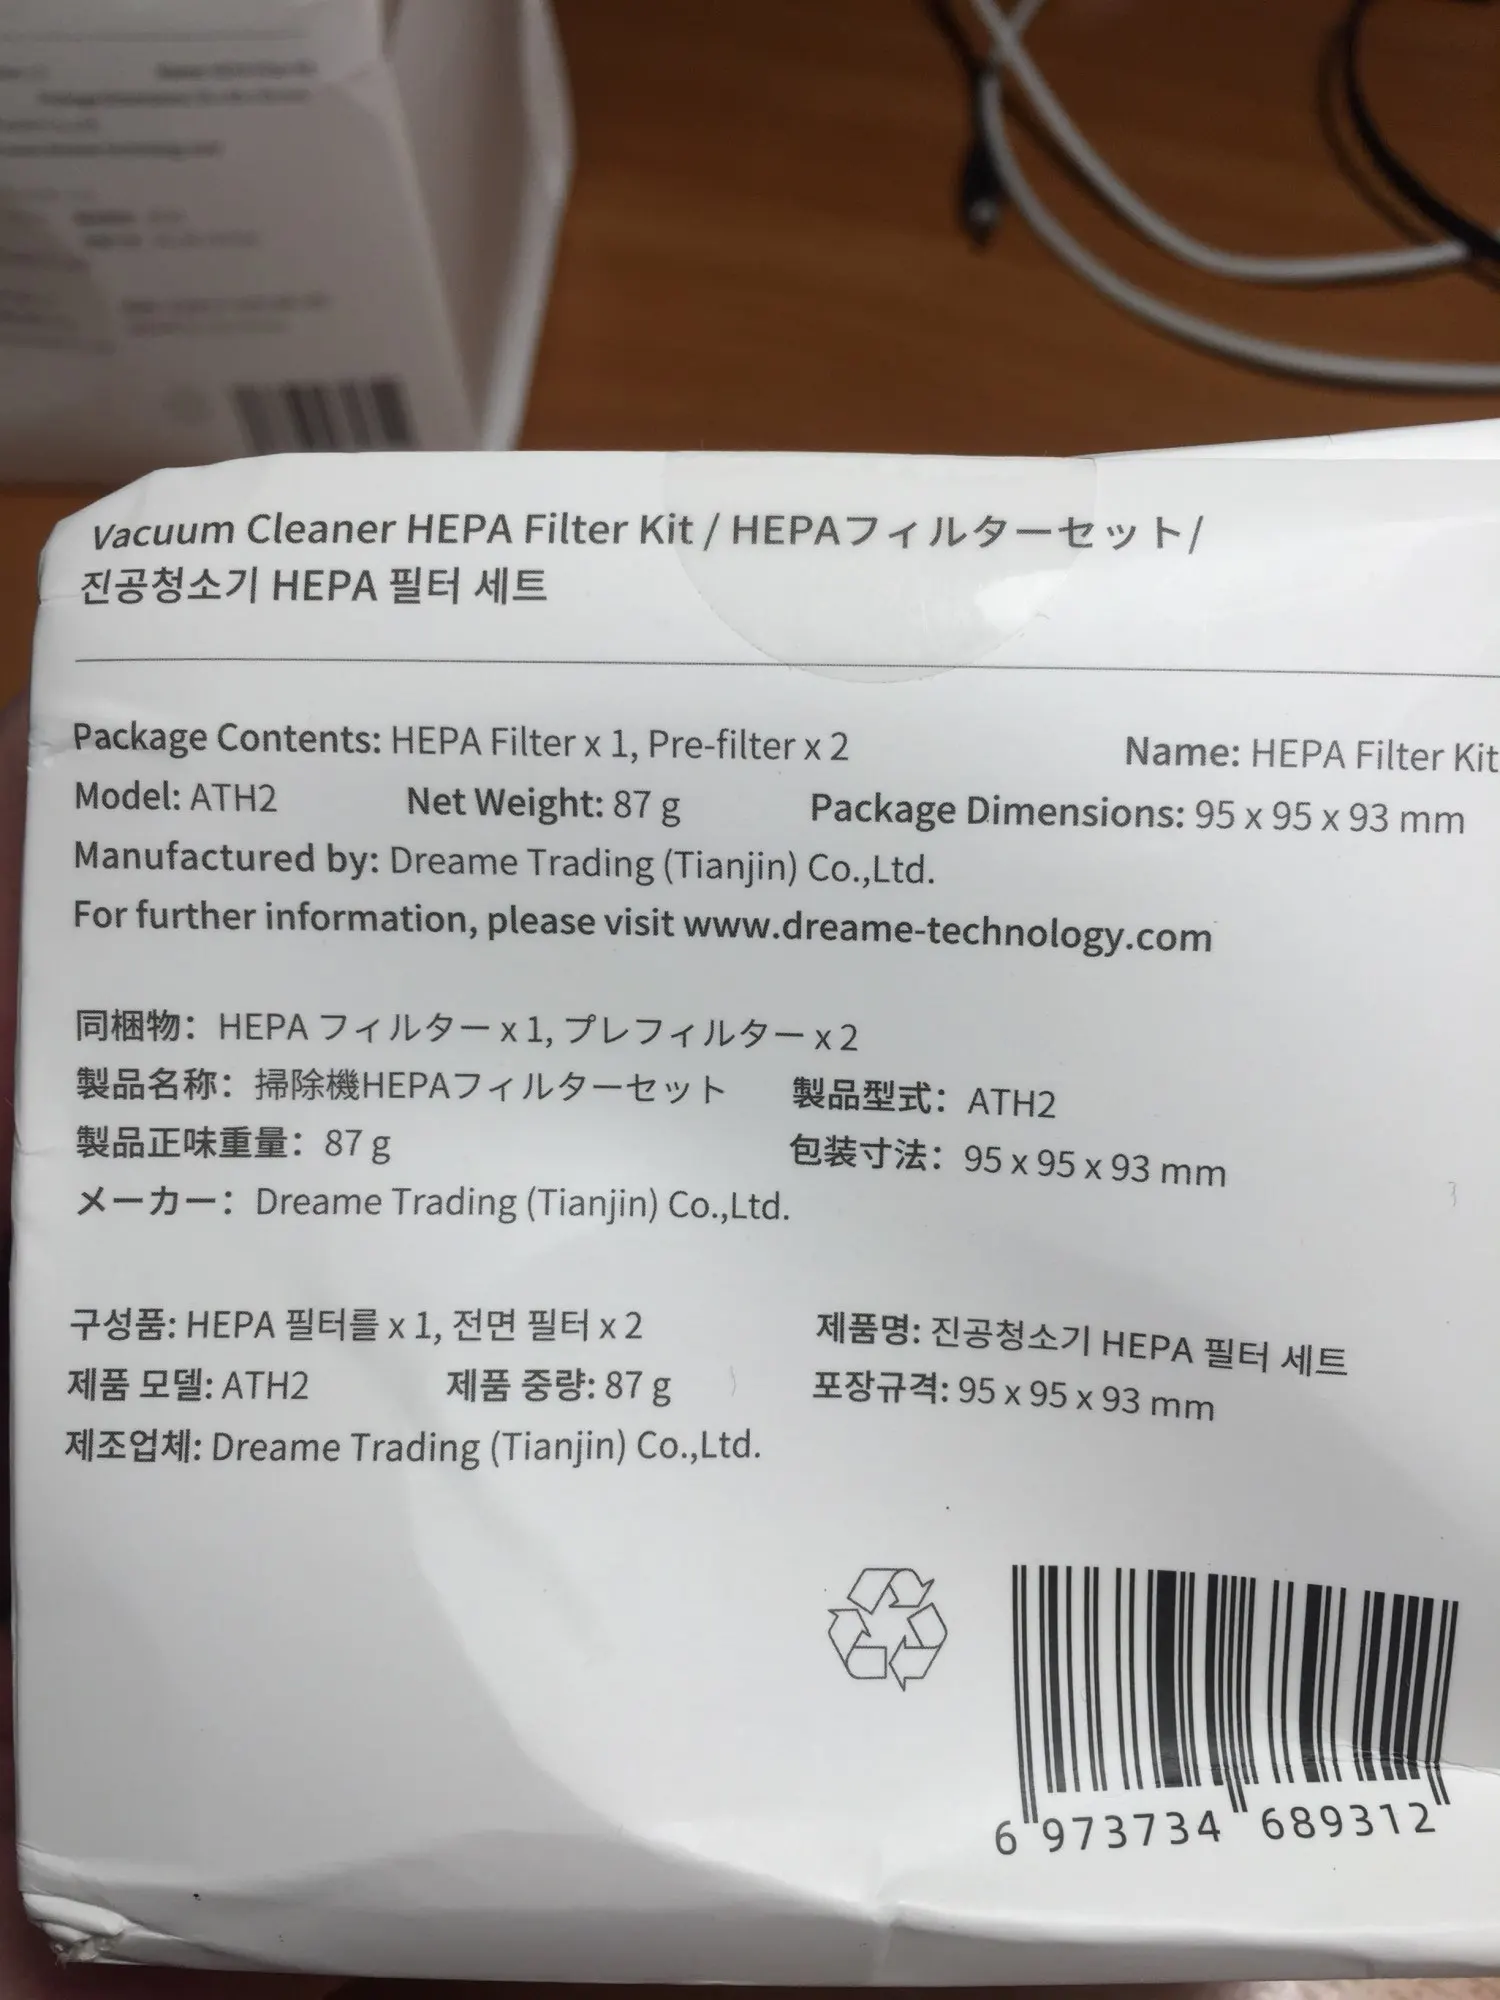 Vacuum Cleaner HEPA Filter Kit / HEPAフィルターセット/
진공청소기 HEPA 필터 세트
Package Contents: HEPA Filter x 1, Pre-filter x 2 Name: HEPA Filter Kit
Model: ATH2 Net Weight: 87 g Package Dimensions: 95 x 95 x 93 mm
Manufactured by: Dreame Trading (Tianjin) Co.,Ltd.
For further information, please visit www.dreame-technology.com
同梱物：HEPA フィルター x 1, プレフィルター x 2
製品名称：掃除機HEPAフィルターセット 製品型式：ATH2
製品正味重量：87 g 包装寸法：95 x 95 x 93 mm
メーカー：Dreame Trading (Tianjin) Co.,Ltd.
구성품: HEPA 필터를 x 1, 전면 필터 x 2 제품명: 진공청소기 HEPA 필터 세트
제품 모델: ATH2 제품 중량: 87 g 포장규격: 95 x 95 x 93 mm
제조업체: Dreame Trading (Tianjin) Co.,Ltd.
6 973734 689312